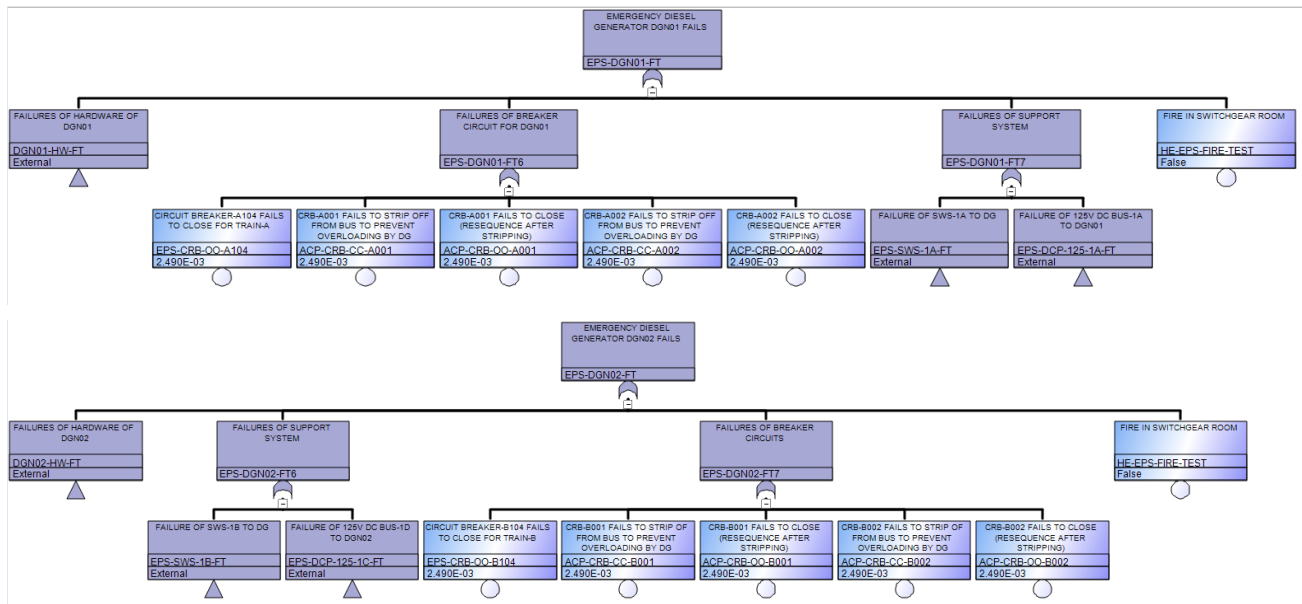 EMERGENCY DIESEL
GENERATOR DGN01 FAILS
EPS-DGN01-FT
FAILURES OF HARDWARE OF
DGN01
DGN01-HW-FT
External
FAILURES OF BREAKER
CIRCUIT FOR DGN01
EPS-DGN01-FT6
FAILURES OF SUPPORT
SYSTEM
EPS-DGN01-FT7
FIRE IN SWITCHGEAR ROOM
HE-EPS-FIRE-TEST
False
CIRCUIT BREAKER-A104 FAILS
TO CLOSE FOR TRAIN-A
EPS-CRB-OO-A104
2.490E-03
CRB-A001 FAILS TO STRIP OFF
FROM BUS TO PREVENT
OVERLOADING BY DG
ACP-CRB-CC-A001
2.490E-03
CRB-A001 FAILS TO CLOSE
(RESEQUENCE AFTER
STRIPPING)
ACP-CRB-OO-A001
2.490E-03
CRB-A002 FAILS TO STRIP OFF
FROM BUS TO PREVENT
OVERLOADING BY DG
ACP-CRB-CC-A002
2.490E-03
CRB-A002 FAILS TO CLOSE
(RESEQUENCE AFTER
STRIPPING)
ACP-CRB-OO-A002
2.490E-03
FAILURE OF SWS-1A TO DG
EPS-SWS-1A-FT
External
FAILURE OF 125V DC BUS-1A
TO DGN01
EPS-DCP-125-1A-FT
External
EMERGENCY DIESEL
GENERATOR DGN02 FAILS
EPS-DGN02-FT
FAILURES OF HARDWARE OF
DGN02
DGN02-HW-FT
External
FAILURES OF SUPPORT
SYSTEM
EPS-DGN02-FT6
FAILURES OF BREAKER
CIRCUITS
EPS-DGN02-FT7
FIRE IN SWITCHGEAR ROOM
HE-EPS-FIRE-TEST
False
FAILURE OF SWS-1B TO DG
EPS-SWS-1B-FT
External
FAILURE OF 125V DC BUS-1D
TO DGN02
EPS-DCP-125-1C-FT
External
CIRCUIT BREAKER-B104 FAILS
TO CLOSE FOR TRAIN-B
EPS-CRB-OO-B104
2.490E-03
CRB-B001 FAILS TO STRIP OF
FROM BUS TO PREVENT
OVERLOADING BY DG
ACP-CRB-CC-B001
2.490E-03
CRB-B001 FAILS TO CLOSE
(RESEQUENCE AFTER
STRIPPING)
ACP-CRB-OO-B001
2.490E-03
CRB-B002 FAILS TO STRIP OF
FROM BUS TO PREVENT
OVERLOADING BY DG
ACP-CRB-CC-B002
2.490E-03
CRB-B002 FAILS TO CLOSE
(RESEQUENCE AFTER
STRIPPING)
ACP-CRB-OO-B002
2.490E-03